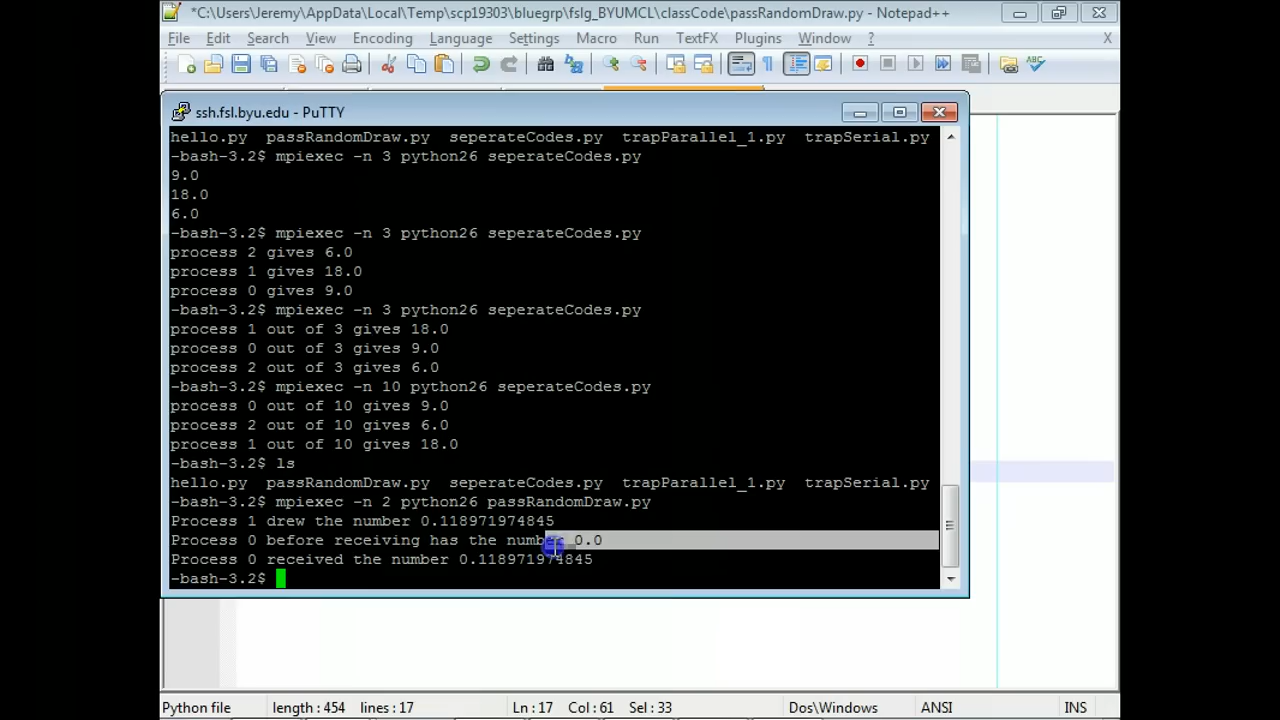 *C:\Users\Jeremy\AppData\Local\Temp\scp19303\bluegrp\fslg_BYUMCL\classCode\passRandomDraw.py - Notepad++
File Edit Search View Encoding Language Settings Macro Run TextFX Plugins Window ? X
ssh.fsl.byu.edu - PuTTY
hello.py passRandomDraw.py seperateCodes.py trapParallel_1.py trapSerial.py
-bash-3.2$ mpiexec -n 3 python26 seperateCodes.py
9.0
18.0
6.0
-bash-3.2$ mpiexec -n 3 python26 seperateCodes.py
process 2 gives 6.0
process 1 gives 18.0
process 0 gives 9.0
-bash-3.2$ mpiexec -n 3 python26 seperateCodes.py
process 1 out of 3 gives 18.0
process 0 out of 3 gives 9.0
process 2 out of 3 gives 6.0
-bash-3.2$ mpiexec -n 10 python26 seperateCodes.py
process 0 out of 10 gives 9.0
process 2 out of 10 gives 6.0
process 1 out of 10 gives 18.0
-bash-3.2$ ls
hello.py passRandomDraw.py seperateCodes.py trapParallel_1.py trapSerial.py
-bash-3.2$ mpiexec -n 2 python26 passRandomDraw.py
Process 1 drew the number 0.118971974845
Process 0 before receiving has the number 0.0
Process 0 received the number 0.118971974845
-bash-3.2$
Python file length : 454 lines : 17 Ln : 17 Col : 61 Sel : 33 Dos\Windows ANSI INS